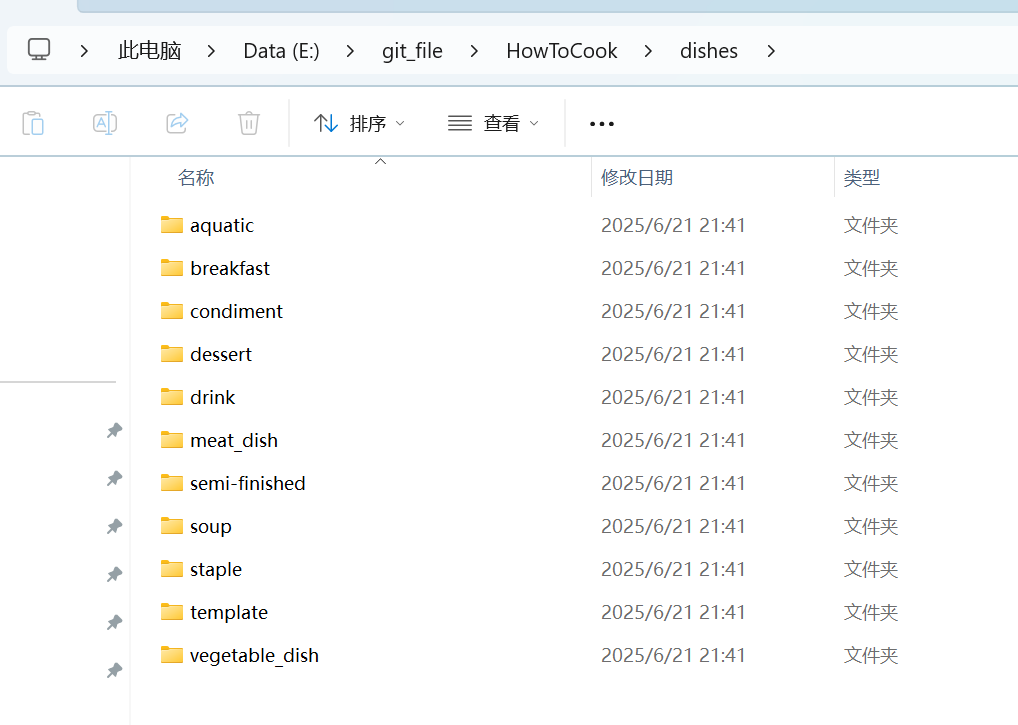 此电脑 > Data (E:) > git_file > HowToCook > dishes >
排序 查看 ...
名称 修改日期 类型
aquatic 2025/6/21 21:41 文件夹
breakfast 2025/6/21 21:41 文件夹
condiment 2025/6/21 21:41 文件夹
dessert 2025/6/21 21:41 文件夹
drink 2025/6/21 21:41 文件夹
meat_dish 2025/6/21 21:41 文件夹
semi-finished 2025/6/21 21:41 文件夹
soup 2025/6/21 21:41 文件夹
staple 2025/6/21 21:41 文件夹
template 2025/6/21 21:41 文件夹
vegetable_dish 2025/6/21 21:41 文件夹